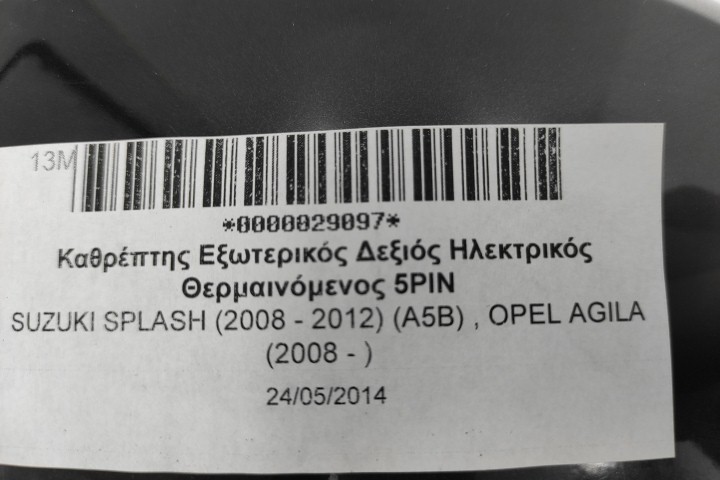 13M
*0000029097*
Καθρέπτης Εξωτερικός Δεξιός Ηλεκτρικός
Θερμαινόμενος 5PIN
SUZUKI SPLASH (2008 - 2012) (A5B) , OPEL AGILA
(2008 - )
24/05/2014